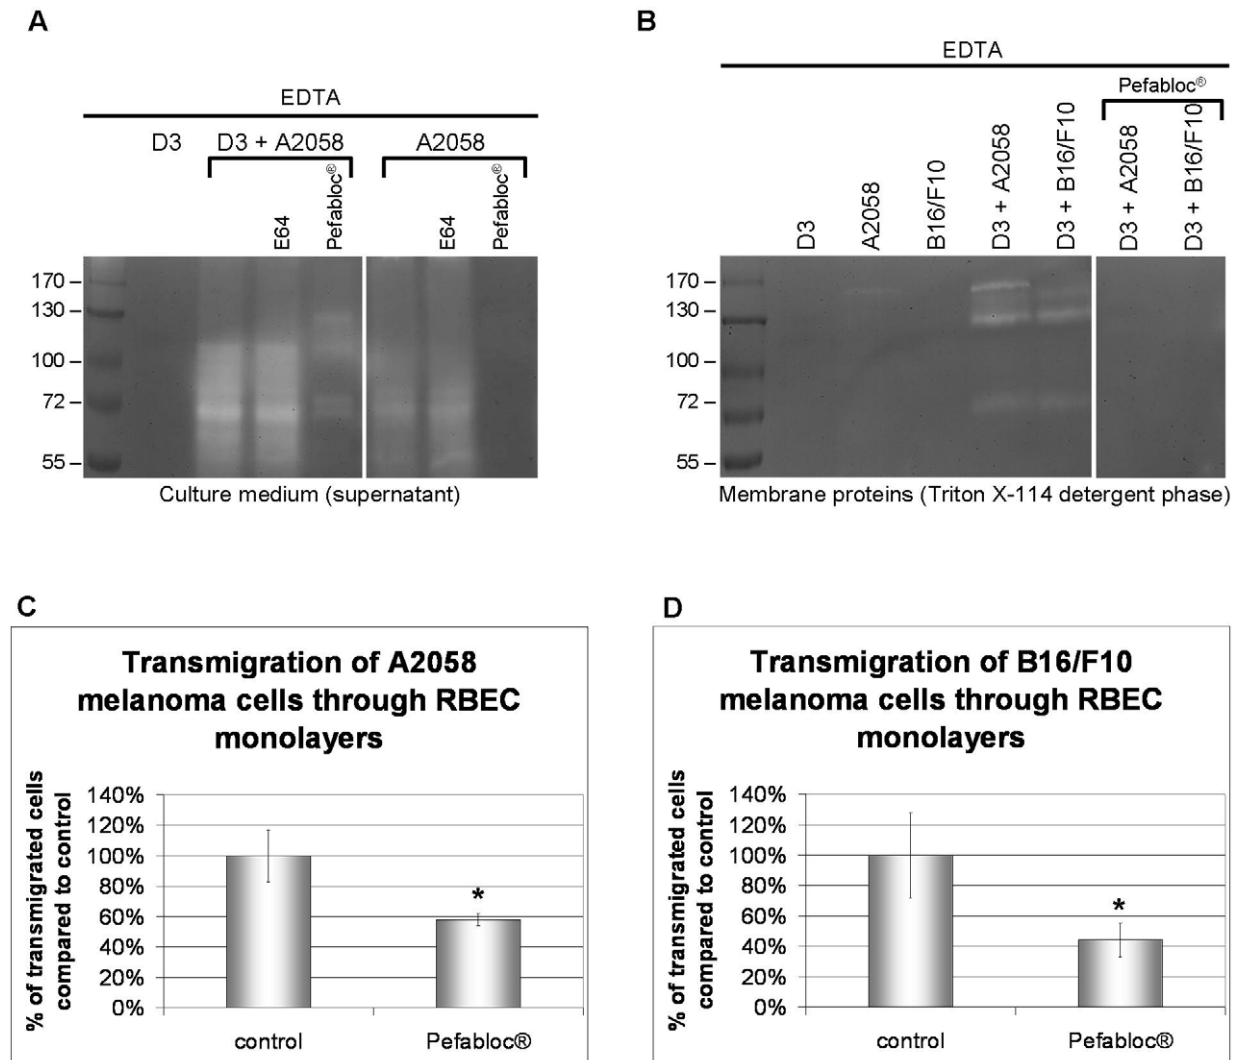 A
EDTA
D3
D3 + A2058
A2058
E64
Pefabloc®
E64
Pefabloc®
170
130
100
72
55
Culture medium (supernatant)
B
EDTA
Pefabloc®
D3
A2058
B16/F10
D3 + A2058
D3 + B16/F10
D3 + A2058
D3 + B16/F10
170
130
100
72
55
Membrane proteins (Triton X-114 detergent phase)
C
Transmigration of A2058
melanoma cells through RBEC
monolayers
% of transmigrated cells
compared to control
140%
120%
100%
80%
60%
40%
20%
0%
*
control
Pefabloc®
D
Transmigration of B16/F10
melanoma cells through RBEC
monolayers
% of transmigrated cells
compared to control
140%
120%
100%
80%
60%
40%
20%
0%
*
control
Pefabloc®